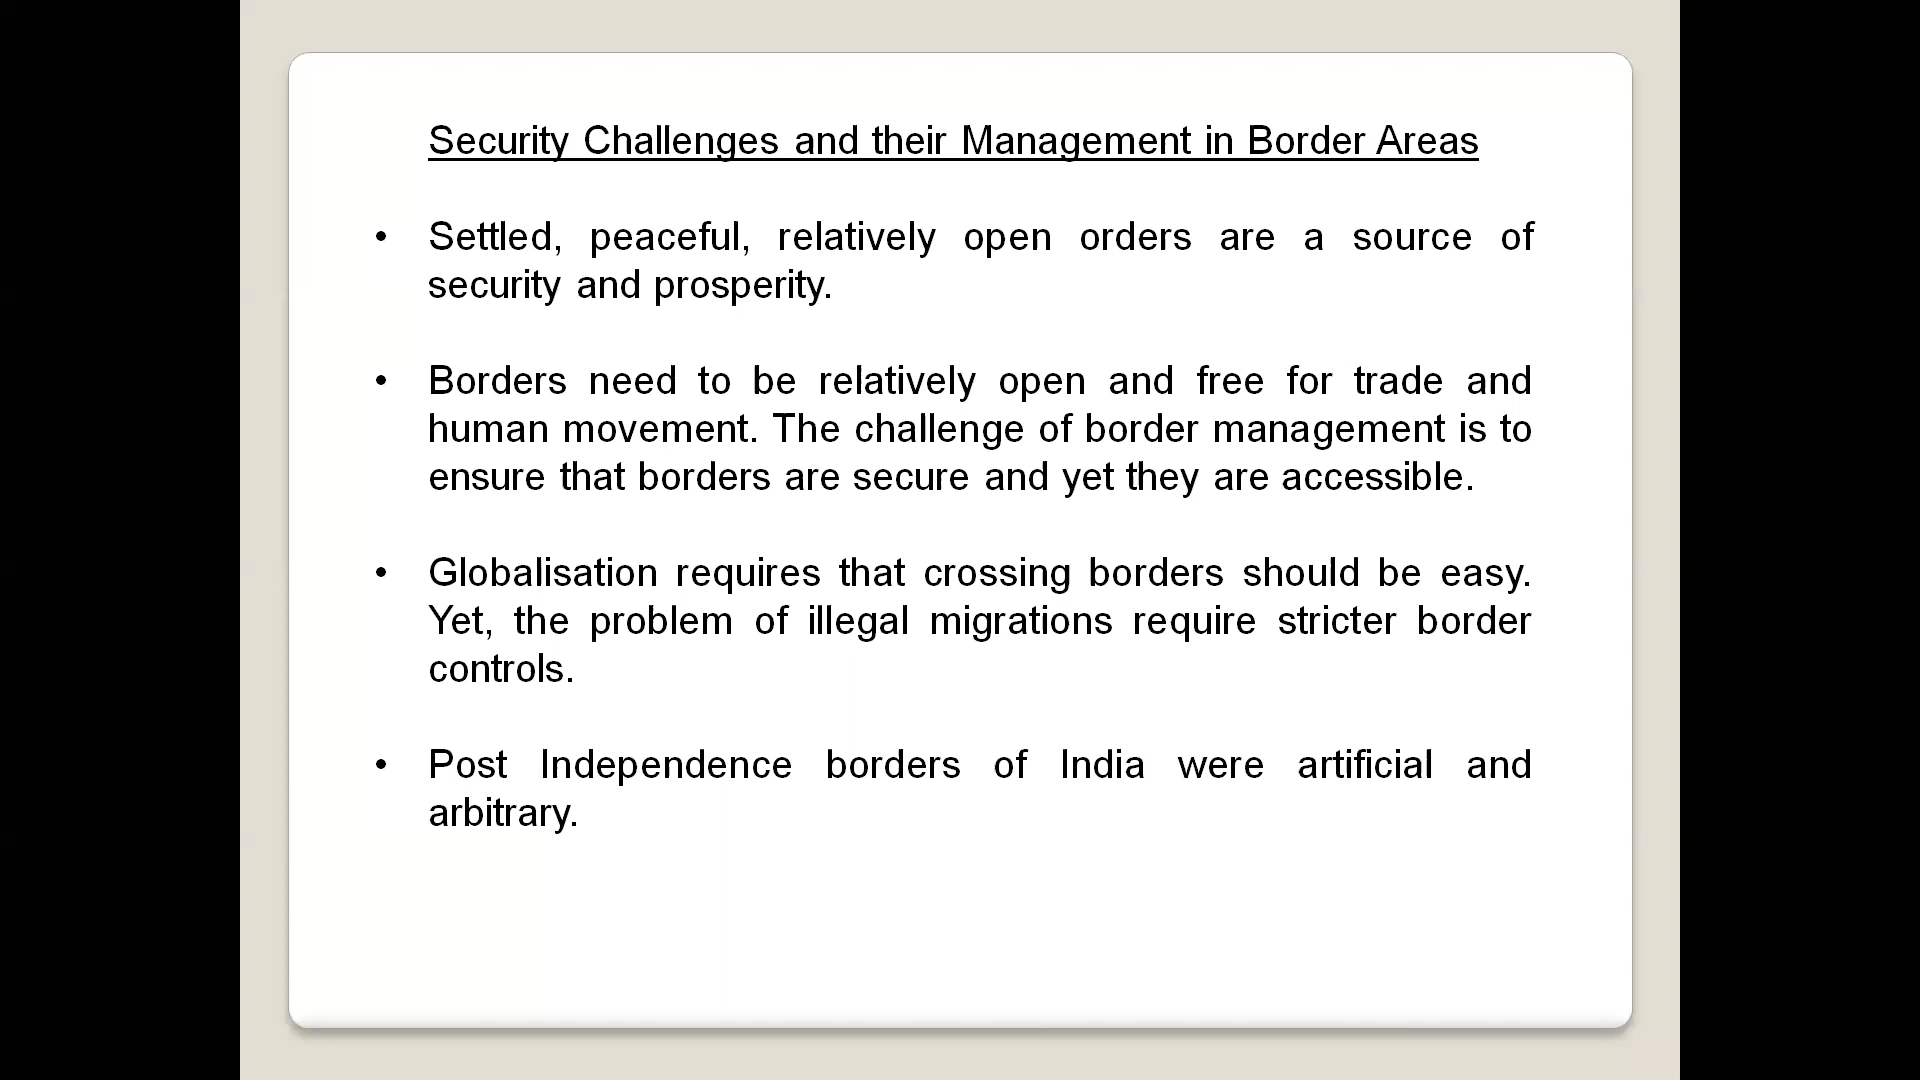 Security Challenges and their Management in Border Areas
• Settled, peaceful, relatively open orders are a source of
security and prosperity.
• Borders need to be relatively open and free for trade and
human movement. The challenge of border management is to
ensure that borders are secure and yet they are accessible.
• Globalisation requires that crossing borders should be easy.
Yet, the problem of illegal migrations require stricter border
controls.
• Post Independence borders of India were artificial and
arbitrary.